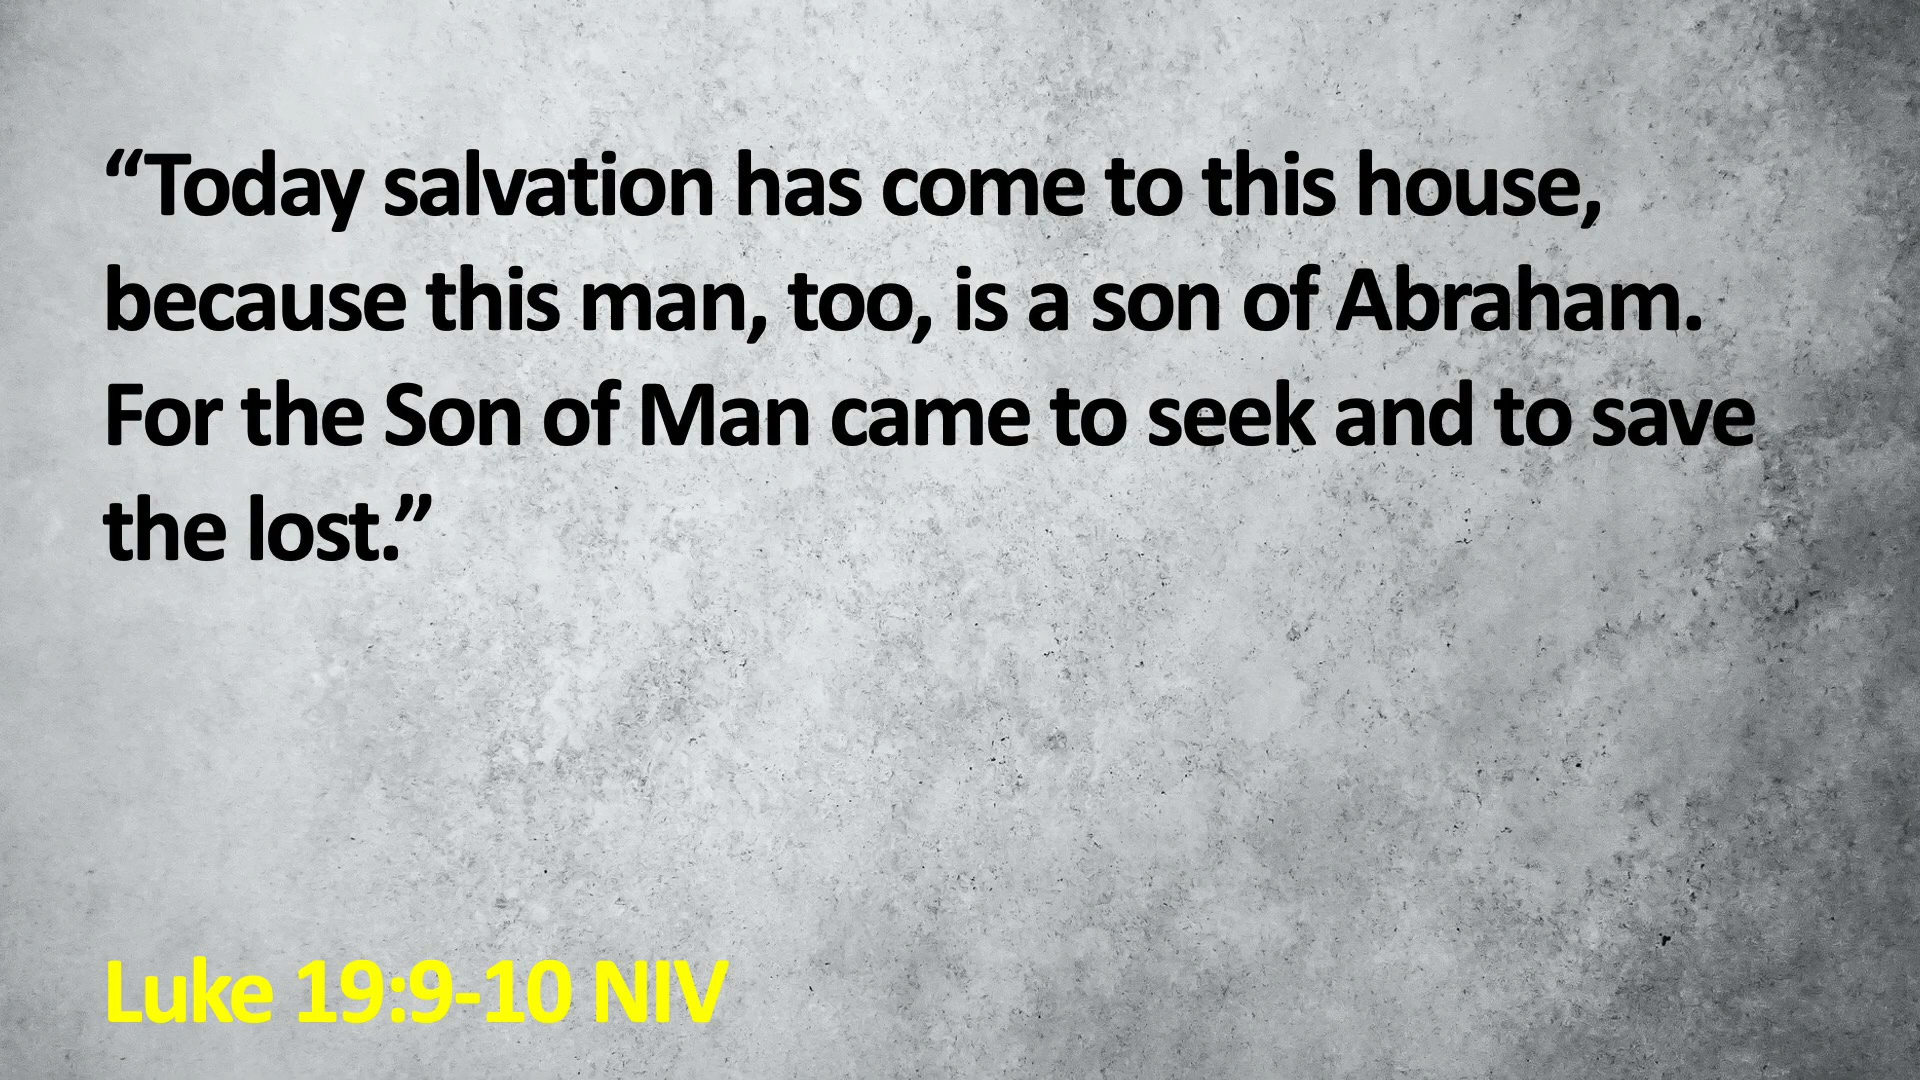 “Today salvation has come to this house,
because this man, too, is a son of Abraham.
For the Son of Man came to seek and to save
the lost.”
Luke 19:9-10 NIV